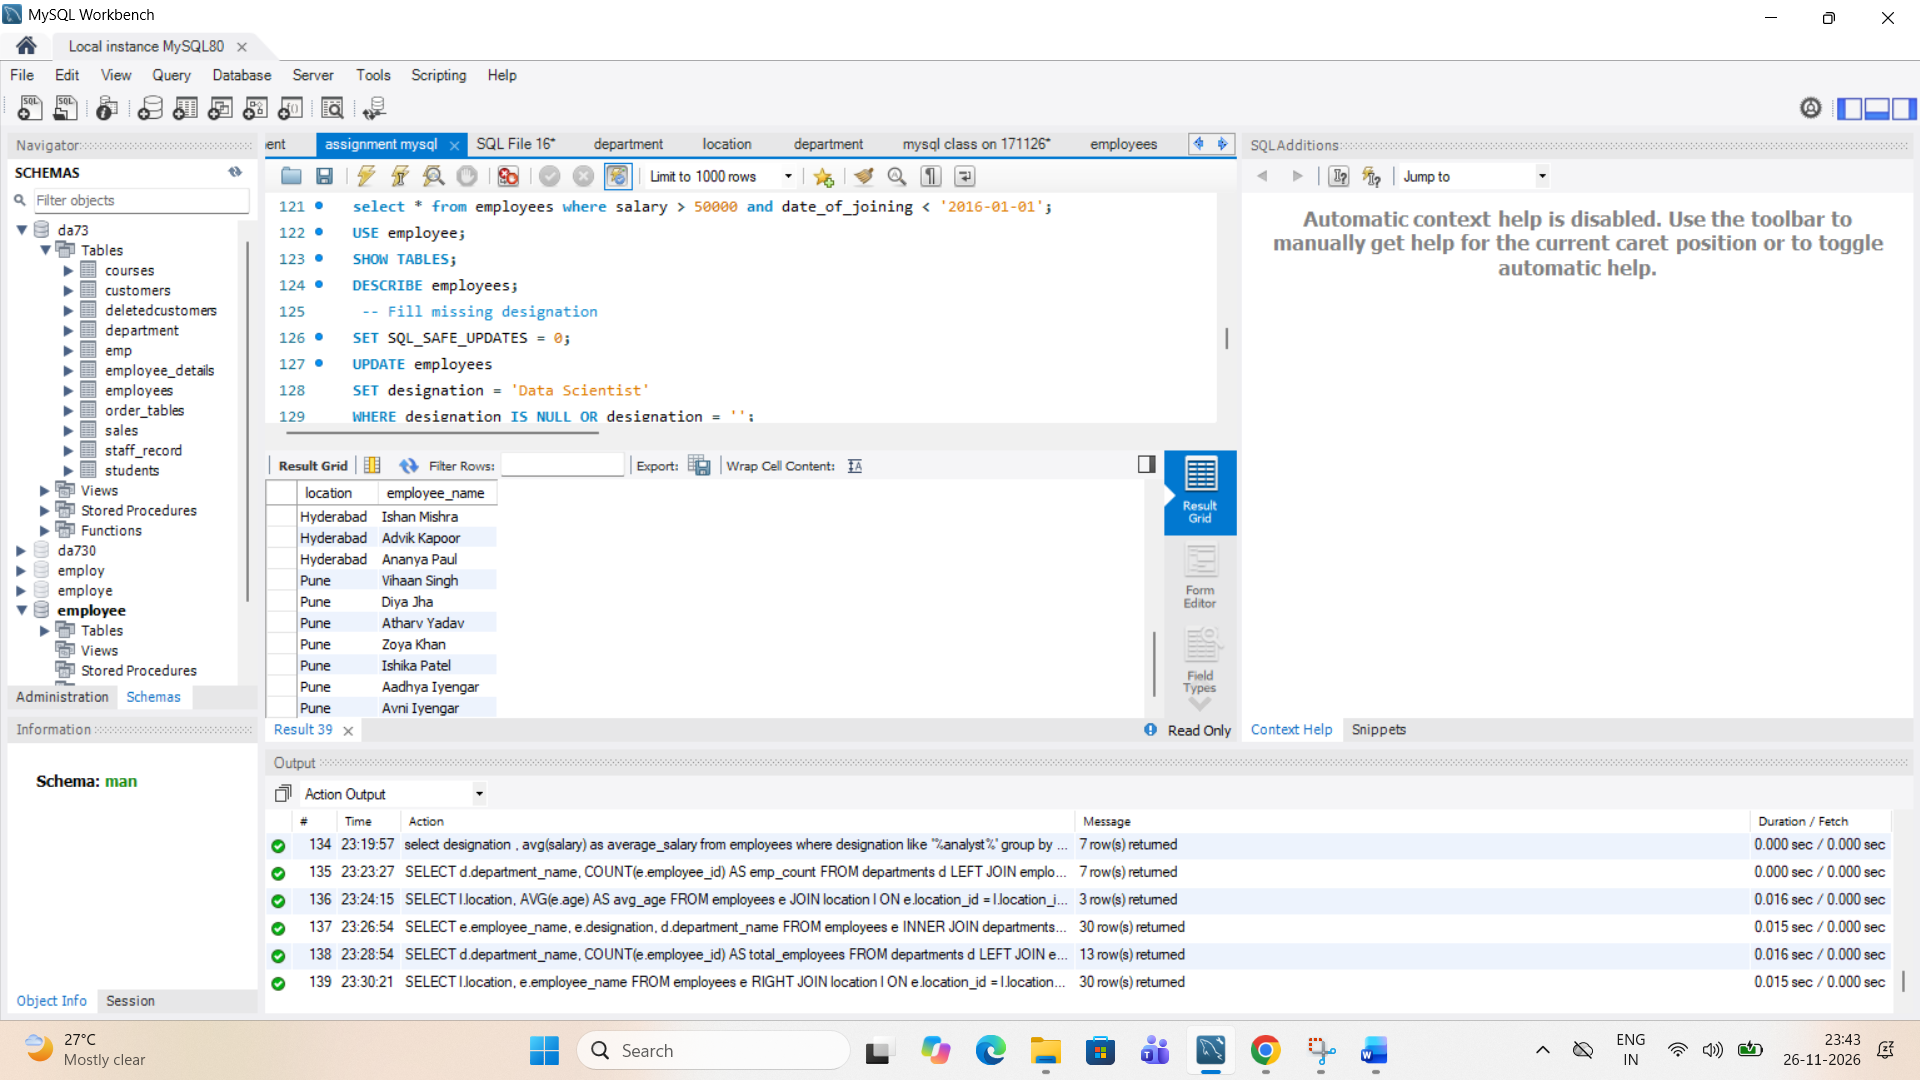 MySQL Workbench
Local instance MySQL80
File Edit View Query Database Server Tools Scripting Help
Navigator
SCHEMAS
Filter objects
da73
Tables
courses
customers
deletedcustomers
department
emp
employee_details
employees
order_tables
sales
staff_record
students
Views
Stored Procedures
Functions
da730
employ
employe
employee
Tables
Views
Stored Procedures
Administration Schemas
Information
Schema: man
Object Info Session
ent assignment mysql SQL File 16* department location department mysql class on 171126* employees
Limit to 1000 rows
121 select * from employees where salary > 50000 and date_of_joining < '2016-01-01';
122 USE employee;
123 SHOW TABLES;
124 DESCRIBE employees;
125 -- Fill missing designation
126 SET SQL_SAFE_UPDATES = 0;
127 UPDATE employees
128 SET designation = 'Data Scientist'
129 WHERE designation IS NULL OR designation = '';
Result Grid Filter Rows: Export: Wrap Cell Content:
location employee_name
Hyderabad Ishan Mishra
Hyderabad Advik Kapoor
Hyderabad Ananya Paul
Pune Vihaan Singh
Pune Diya Jha
Pune Atharv Yadav
Pune Zoya Khan
Pune Ishika Patel
Pune Aadhya Iyengar
Pune Avni Iyengar
Result Grid
Form Editor
Field Types
Result 39 Read Only
SQLAdditions
Jump to
Automatic context help is disabled. Use the toolbar to
manually get help for the current caret position or to toggle
automatic help.
Context Help Snippets
Output
Action Output
# Time Action Message Duration / Fetch
134 23:19:57 select designation , avg(salary) as average_salary from employees where designation like '%analyst%' group by ... 7 row(s) returned 0.000 sec / 0.000 sec
135 23:23:27 SELECT d.department_name, COUNT(e.employee_id) AS emp_count FROM departments d LEFT JOIN emplo... 7 row(s) returned 0.000 sec / 0.000 sec
136 23:24:15 SELECT l.location, AVG(e.age) AS avg_age FROM employees e JOIN location l ON e.location_id = l.location_i... 3 row(s) returned 0.016 sec / 0.000 sec
137 23:26:54 SELECT e.employee_name, e.designation, d.department_name FROM employees e INNER JOIN departments... 30 row(s) returned 0.015 sec / 0.000 sec
138 23:28:54 SELECT d.department_name, COUNT(e.employee_id) AS total_employees FROM departments d LEFT JOIN e... 13 row(s) returned 0.016 sec / 0.000 sec
139 23:30:21 SELECT l.location, e.employee_name FROM employees e RIGHT JOIN location l ON e.location_id = l.location... 30 row(s) returned 0.015 sec / 0.000 sec
27°C
Mostly clear
Search
ENG
IN
23:43
26-11-2026